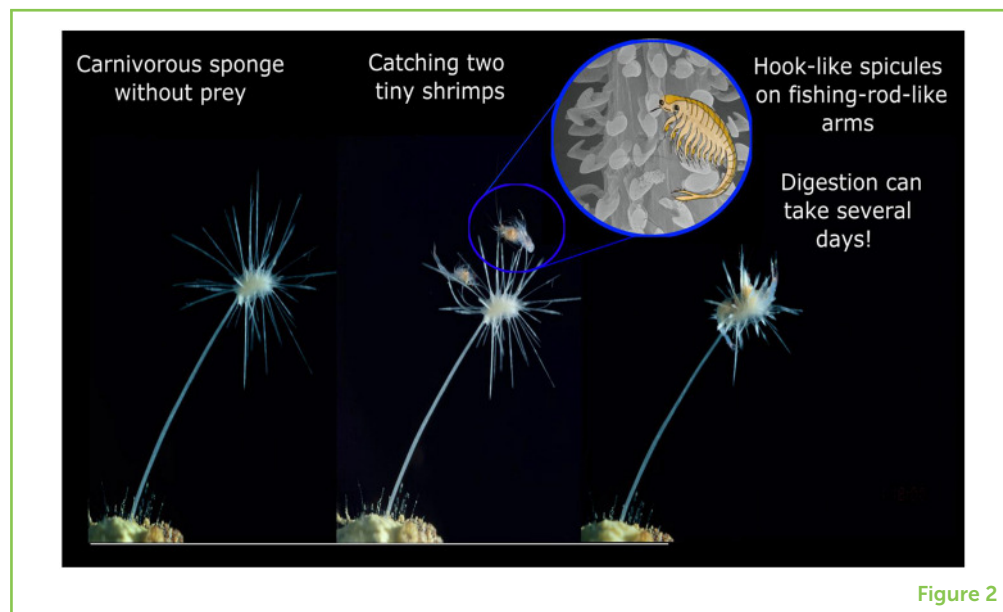 Carnivorous sponge
without prey
Catching two
tiny shrimps
Hook-like spicules
on fishing-rod-like
arms
Digestion can
take several
days!
Figure 2